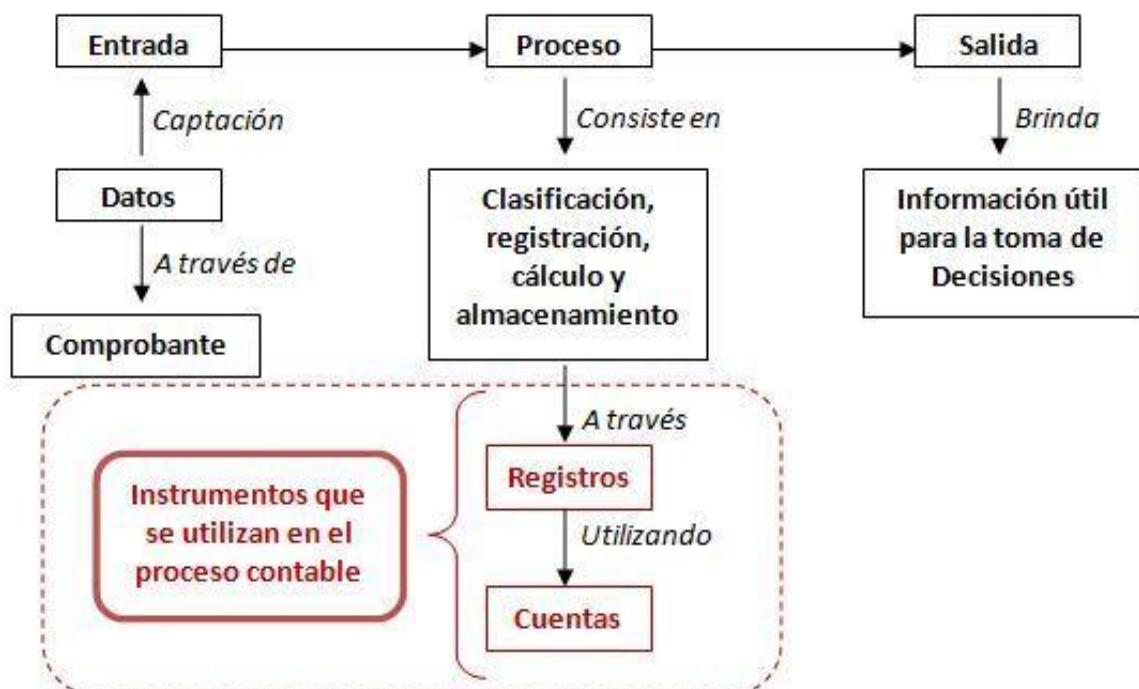 Entrada
Proceso
Salida
Captación
Consiste en
Brinda
Datos
Clasificación,
registración,
cálculo y
almacenamiento
Información útil
para la toma de
Decisiones
A través de
Comprobante
A través
Registros
Instrumentos que
se utilizan en el
proceso contable
Utilizando
Cuentas